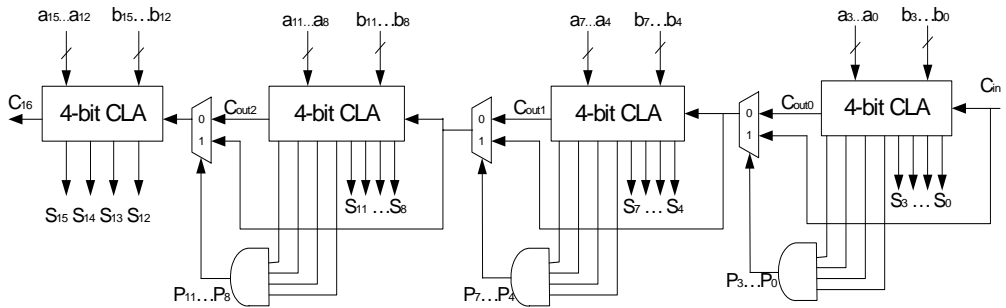 a15...a12 b15...b12 a11...a8 b11...b8 a7...a4 b7...b4 a3...a0 b3...b0
C16 4-bit CLA Cout2 4-bit CLA Cout1 4-bit CLA Cout0 4-bit CLA Cin
0 0 0
1 1 1
S15 S14 S13 S12 S11 ...S8 S7 ... S4 S3 ... S0
P11...P8 P7...P4 P3...P0